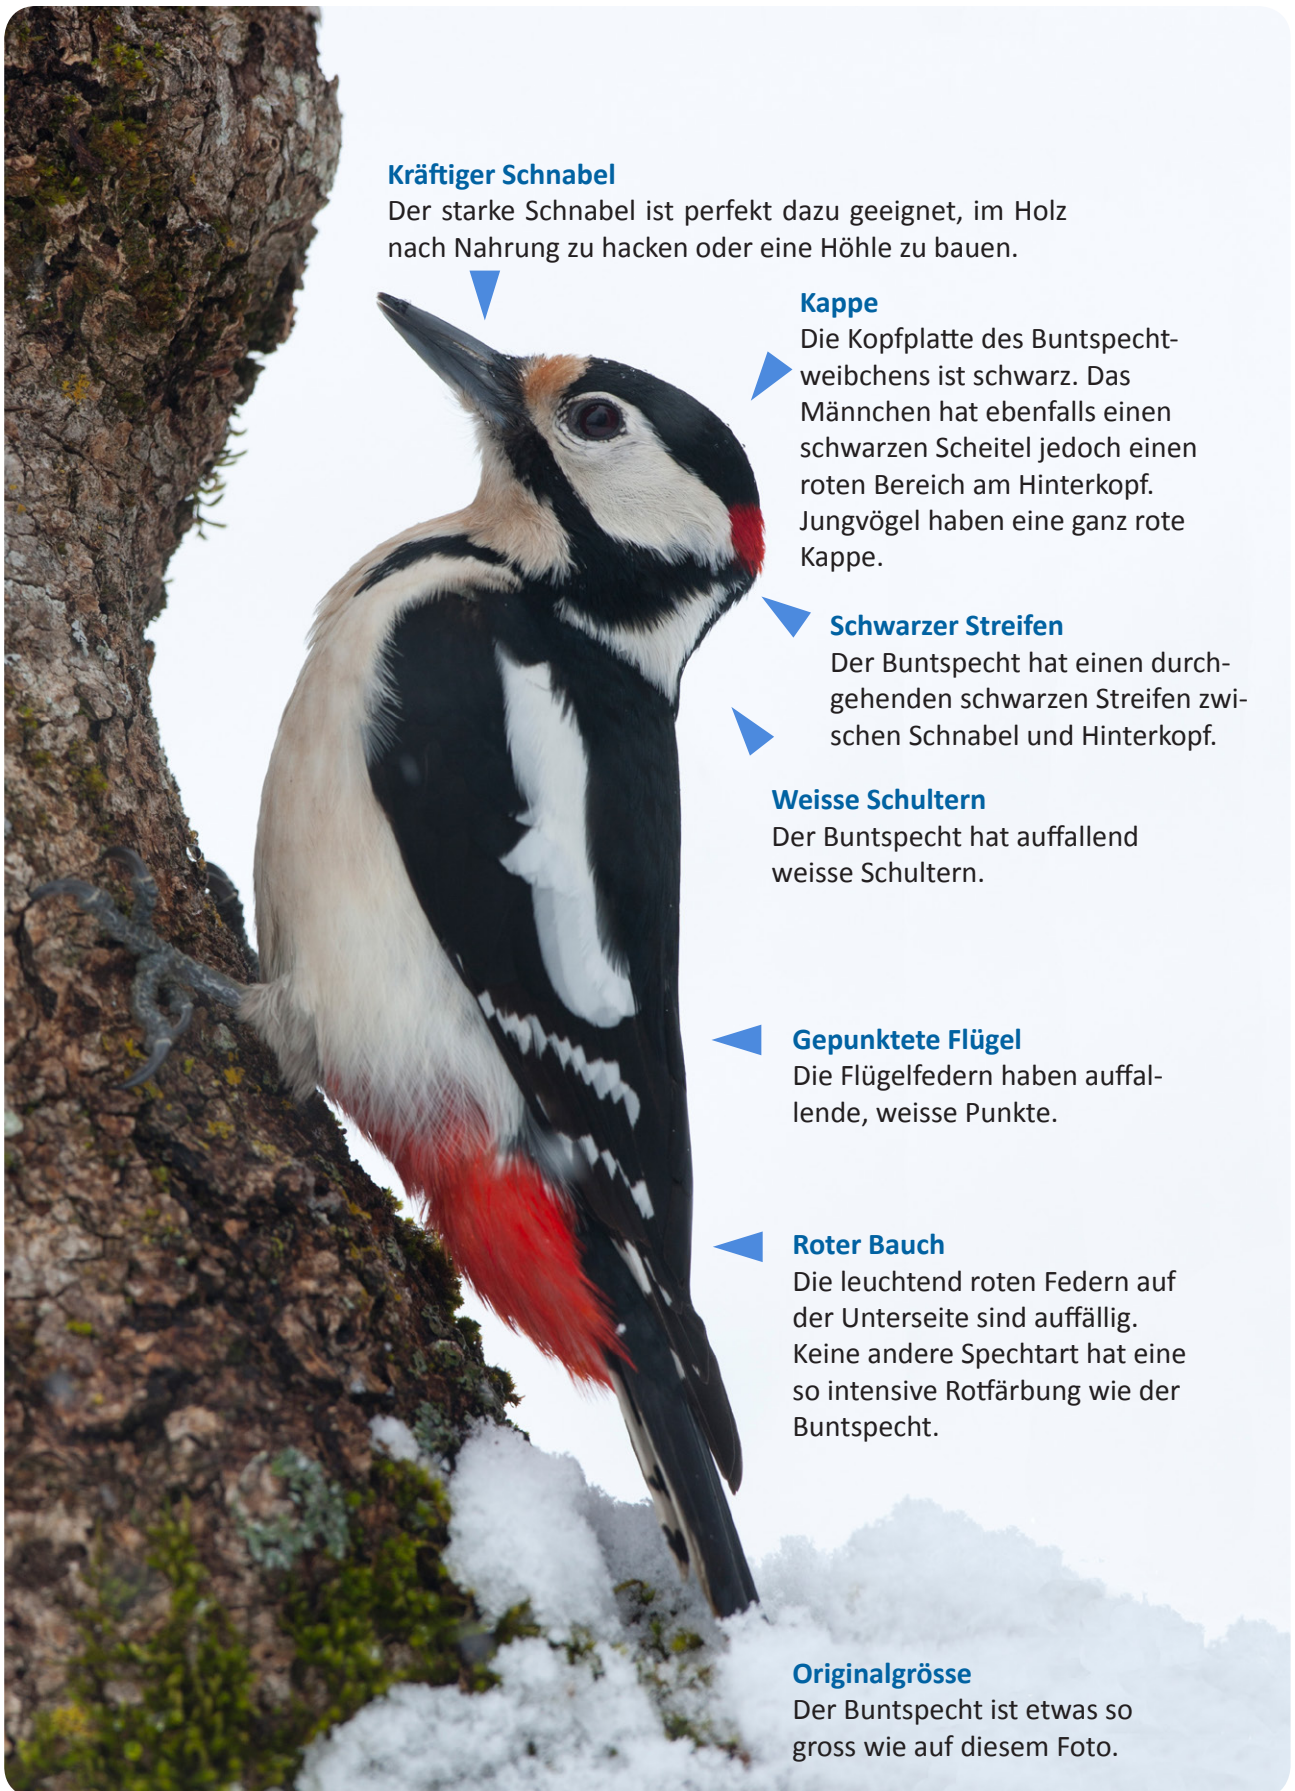 Kräftiger Schnabel
Der starke Schnabel ist perfekt dazu geeignet, im Holz
nach Nahrung zu hacken oder eine Höhle zu bauen.
Kappe
Die Kopfplatte des Buntspecht-
weibchens ist schwarz. Das
Männchen hat ebenfalls einen
schwarzen Scheitel jedoch einen
roten Bereich am Hinterkopf.
Jungvögel haben eine ganz rote
Kappe.
Schwarzer Streifen
Der Buntspecht hat einen durch-
gehenden schwarzen Streifen zwi-
schen Schnabel und Hinterkopf.
Weisse Schultern
Der Buntspecht hat auffallend
weisse Schultern.
Gepunktete Flügel
Die Flügelfedern haben auffal-
lende, weisse Punkte.
Roter Bauch
Die leuchtend roten Federn auf
der Unterseite sind auffällig.
Keine andere Spechtart hat eine
so intensive Rotfärbung wie der
Buntspecht.
Originalgrösse
Der Buntspecht ist etwas so
gross wie auf diesem Foto.